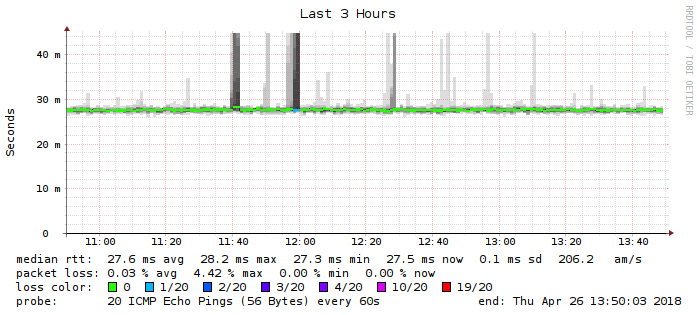 Last 3 Hours
RRDTOOL / TOBI OETIKER
Seconds
40 m
30 m
20 m
10 m
0
11:00 11:20 11:40 12:00 12:20 12:40 13:00 13:20 13:40
median rtt: 27.6 ms avg 28.2 ms max 27.3 ms min 27.5 ms now 0.1 ms sd 206.2 am/s
packet loss: 0.03 % avg 4.42 % max 0.00 % min 0.00 % now
loss color: 0 1/20 2/20 3/20 4/20 10/20 19/20
probe: 20 ICMP Echo Pings (56 Bytes) every 60s end: Thu Apr 26 13:50:03 2018